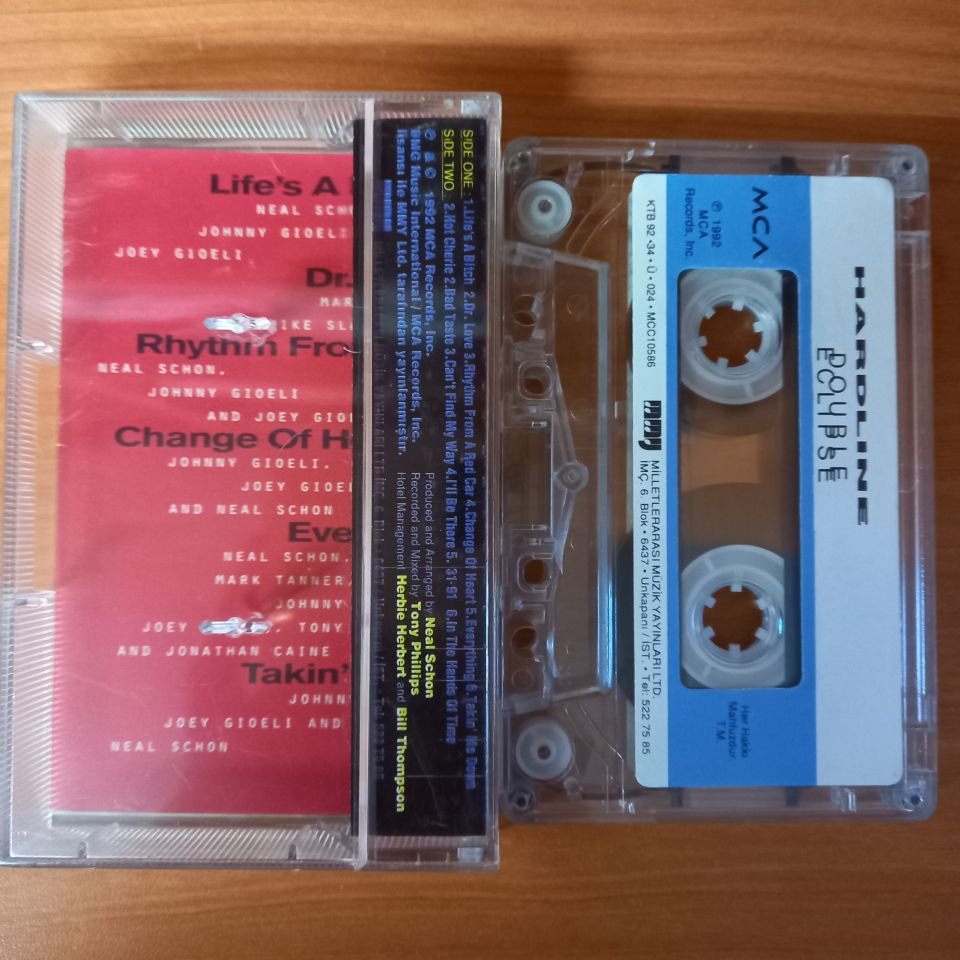 Life's A
NEAL SCHO
JOHNNY GIOELI
JOEY GIOELI
Dr.
MAR
MIKE SL
Rhythm Fro
NEAL SCHON.
JOHNNY GIOELI
AND JOEY GIO
Change Of H
JOHNNY GIOELI.
JOEY GIOEL
AND NEAL SCHON
Eve
NEAL SCHON.
MARK TANNER.
JOHNNY
JOEY , TONY
AND JONATHAN CAINE
Takin'
JOHNN
JOEY GIOELI AND
NEAL SCHON
SIDE ONE : 1.Life's A Bitch 2.Dr. Love 3.Rhythm From A Red Car 4.Change Of Heart 5.Everything 6.Takin' Me Down
SIDE TWO : 2.Hot Cherie 2.Bad Taste 3.Can't Find My Way 4.I'll Be There 5. 31-91 6.In The Hands Of Time
℗ & © 1992 MCA Records, Inc.
BMG Music International / MCA Records, Inc.
lisansı ile MMY Ltd. tarafından yayımlanmıştır.
Produced and Arranged by Neal Schon
Recorded and Mixed by Tony Phillips
Hotel Management Herbie Herbert and Bill Thompson
HARDLINE
DOUBLE
ECLIPSE
MCA
℗ 1992
MCA
Records, Inc.
Her Hakkı
Mahfuzdur
T.M.
KTB 92 •34 • Ü • 024 • MCC10586
mmy
MİLLETLERARASI MÜZİK YAYINLARI LTD.
İMÇ. 6 Blok • 6437 • Unkapanı / İST. • Tel: 522 75 85